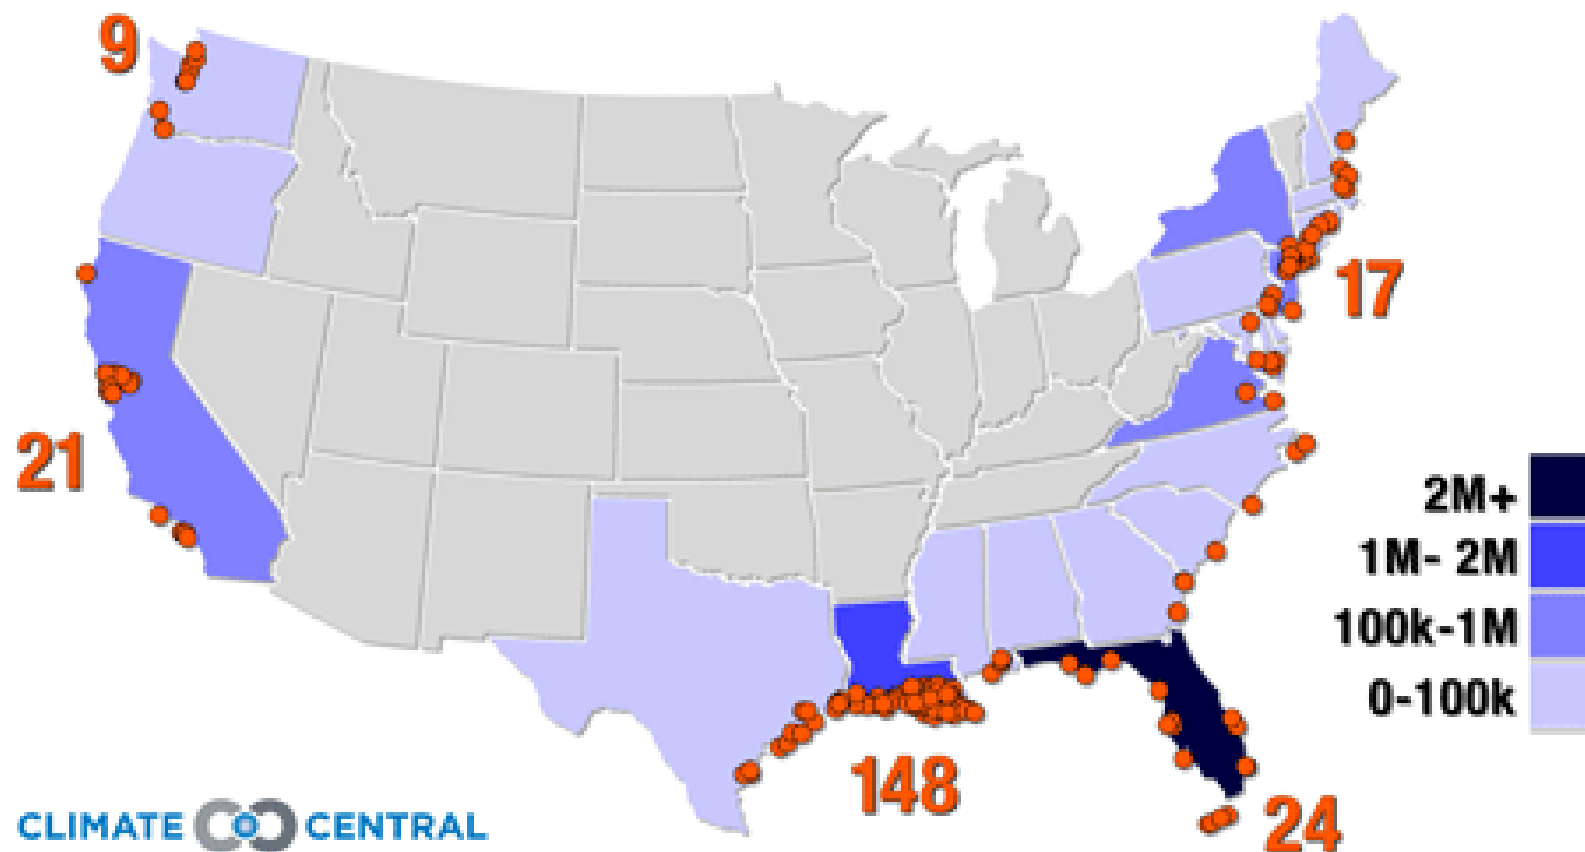 9
17
21
2M+
1M- 2M
100k-1M
0-100k
148
24
CLIMATE CENTRAL